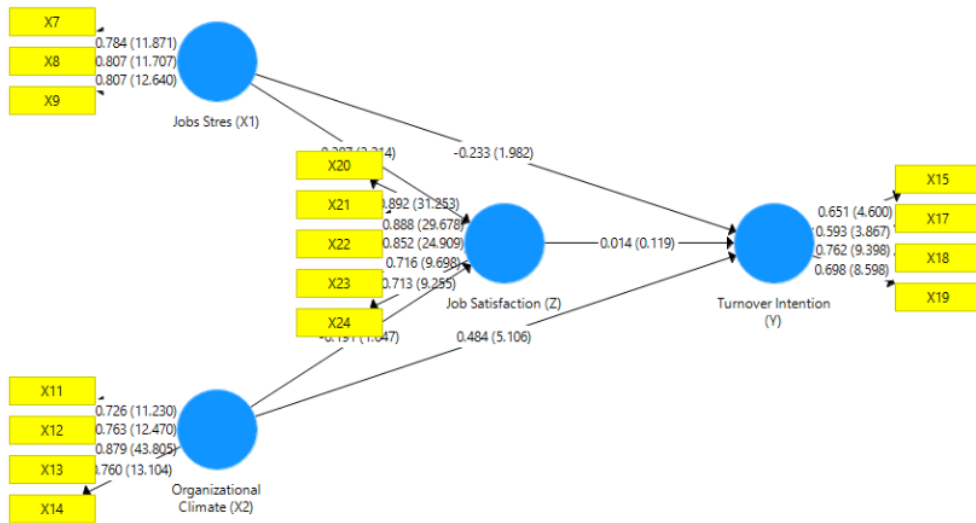 X7
0.784 (11.871)
X8
0.807 (11.707)
0.807 (12.640)
X9
Jobs Stres (X1)
-0.233 (1.982)
X20
0.892 (31.253)
X21
0.888 (29.678)
X22
0.852 (24.909)
0.716 (9.698)
X23
0.713 (9.255)
X24
Job Satisfaction (Z)
0.014 (0.119)
0.484 (5.106)
X15
0.651 (4.600)
X17
0.593 (3.867)
0.762 (9.398)
X18
0.698 (8.598)
X19
Turnover Intention
(Y)
X11
0.726 (11.230)
X12
0.763 (12.470)
0.879 (43.805)
X13
0.760 (13.104)
X14
Organizational
Climate (X2)